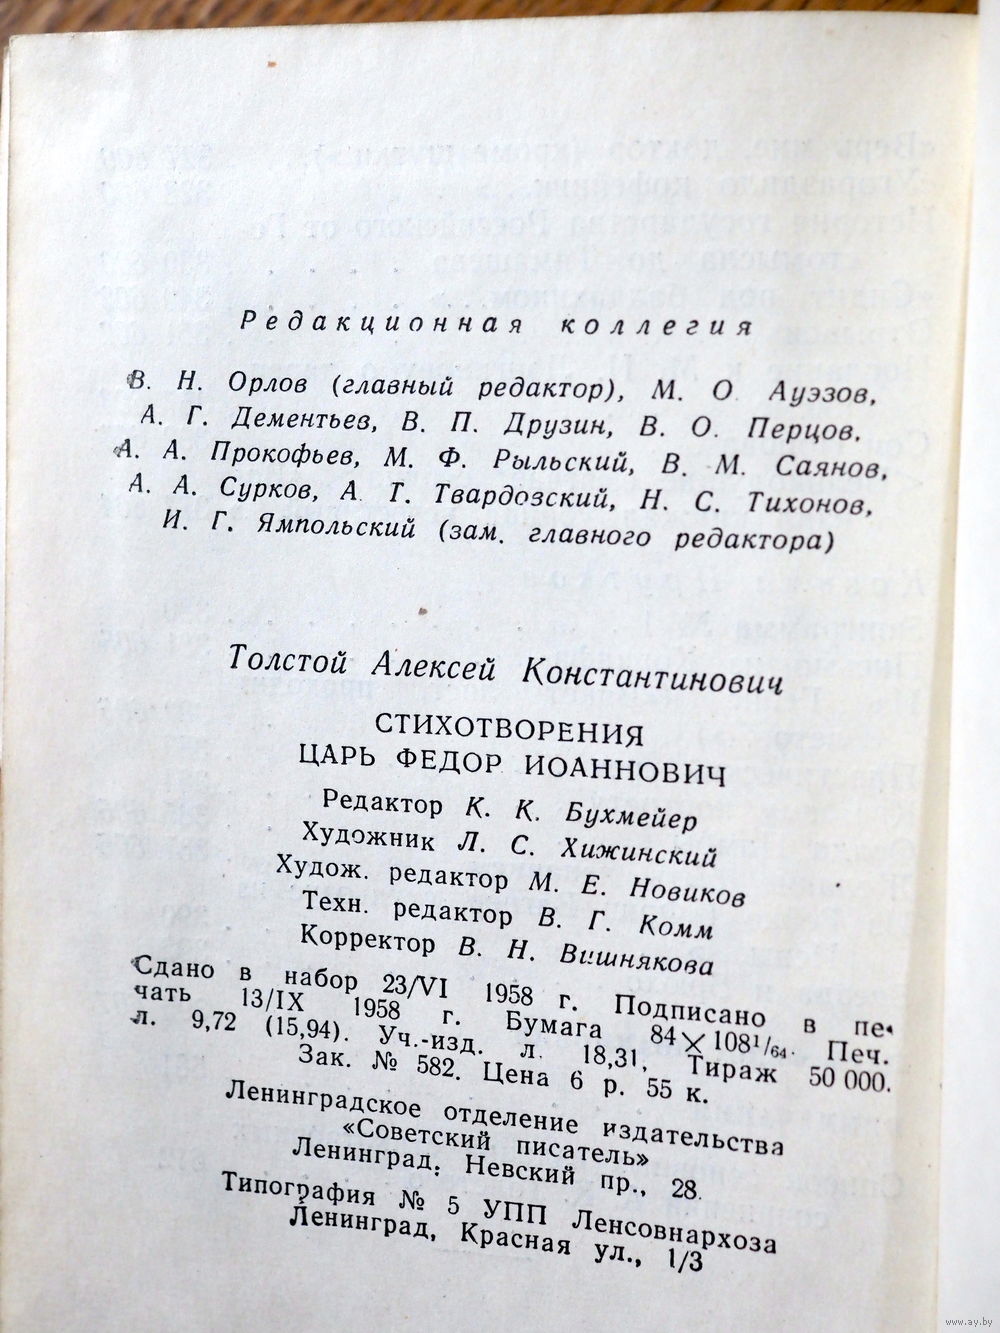 Редакционная коллегия
В. Н. Орлов (главный редактор), М. О. Ауэзов,
А. Г. Дементьев, В. П. Друзин, В. О. Перцов,
А. А. Прокофьев, М. Ф. Рыльский, В. М. Саянов,
А. А. Сурков, А. Т. Твардовский, Н. С. Тихонов,
И. Г. Ямпольский (зам. главного редактора)
Толстой Алексей Константинович
СТИХОТВОРЕНИЯ
ЦАРЬ ФЕДОР ИОАННОВИЧ
Редактор К. К. Бухмейер
Художник Л. С. Хижинский
Худож. редактор М. Е. Новиков
Техн. редактор В. Г. Комм
Корректор В. Н. Вишнякова
Сдано в набор 23/VI 1958 г. Подписано в пе-
чать 13/IX 1958 г. Бумага 84×108¹/₆₄. Печ.
л. 9,72 (15,94). Уч.-изд. л. 18,31. Тираж 50 000.
Зак. № 582. Цена 6 р. 55 к.
Ленинградское отделение издательства
«Советский писатель»
Ленинград, Невский пр., 28.
Типография № 5 УПП Ленсовнархоза
Ленинград, Красная ул., 1/3
www.ay.by